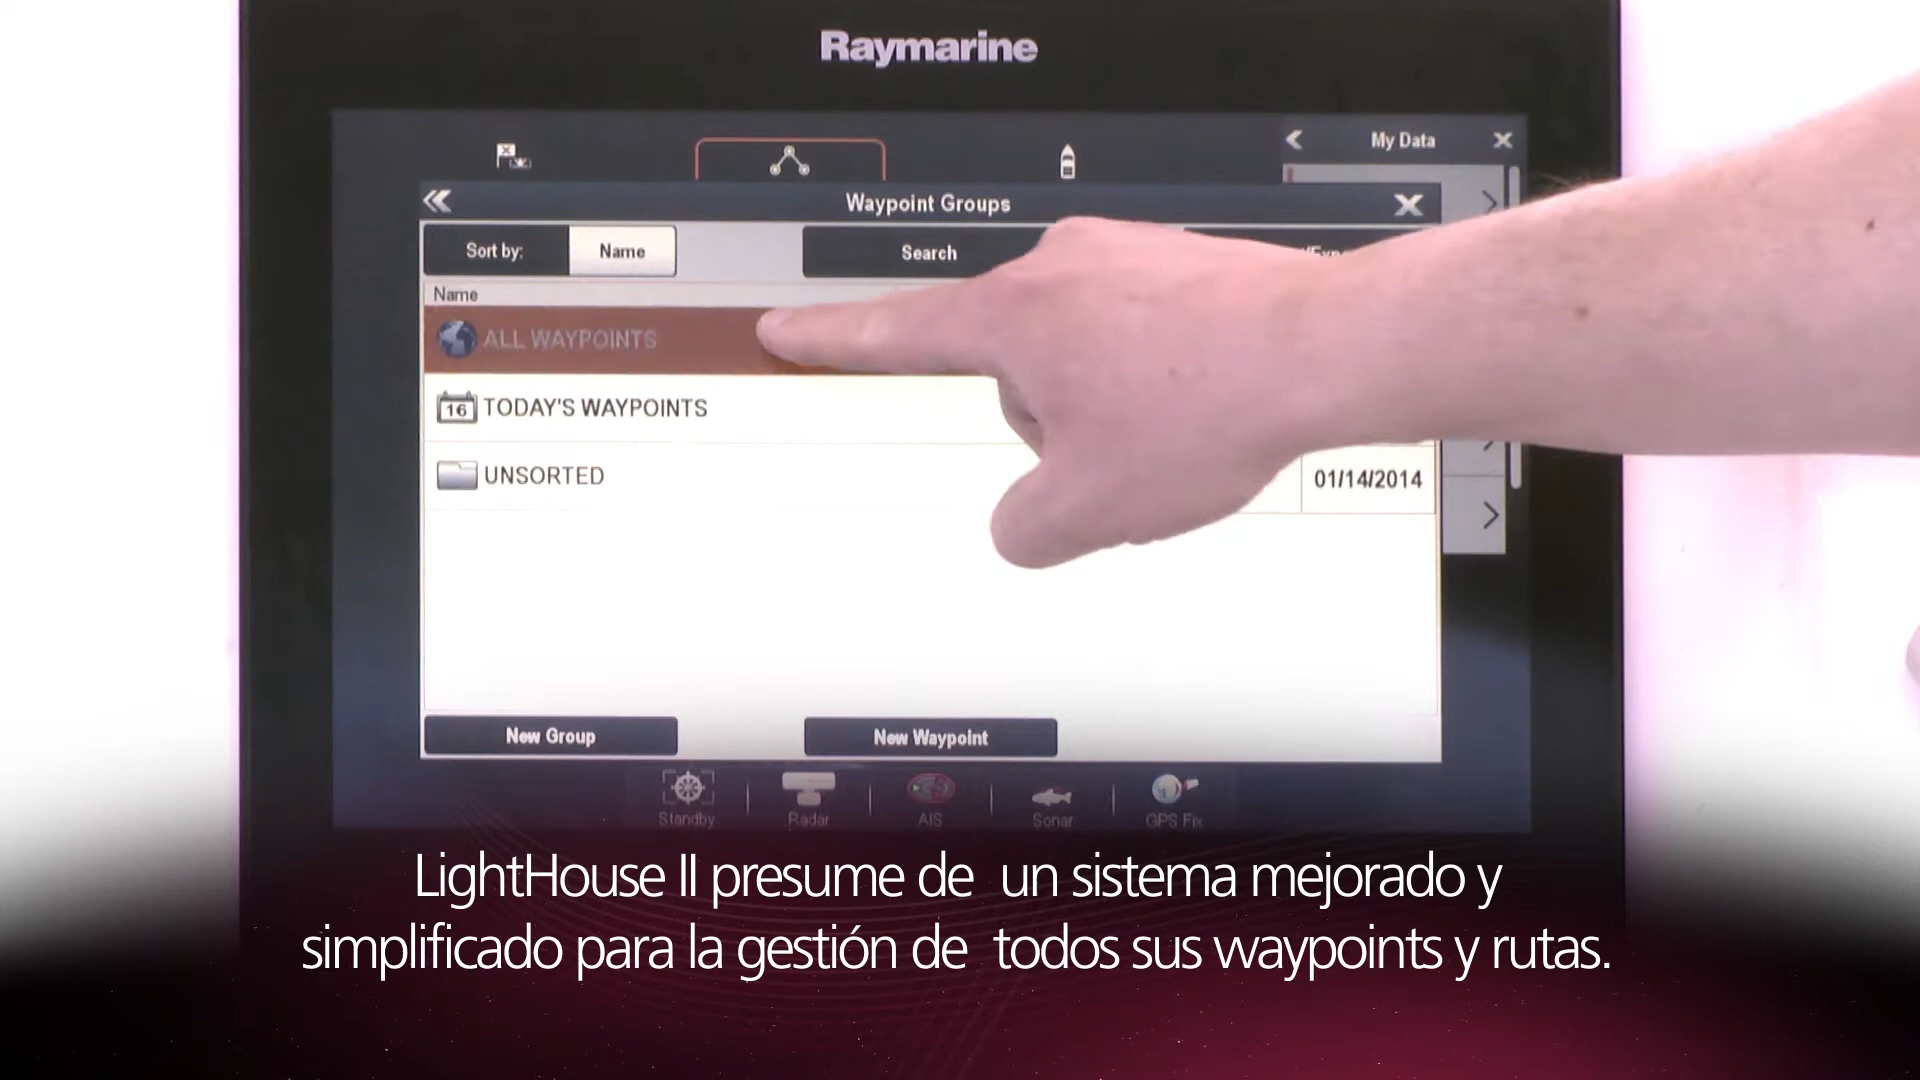 Raymarine
My Data
Waypoint Groups
Sort by: Name Search
Name
ALL WAYPOINTS
16 TODAY'S WAYPOINTS
UNSORTED 01/14/2014
New Group New Waypoint
Standby Radar AIS Sonar GPS Fix
LightHouse II presume de un sistema mejorado y
simplificado para la gestión de todos sus waypoints y rutas.